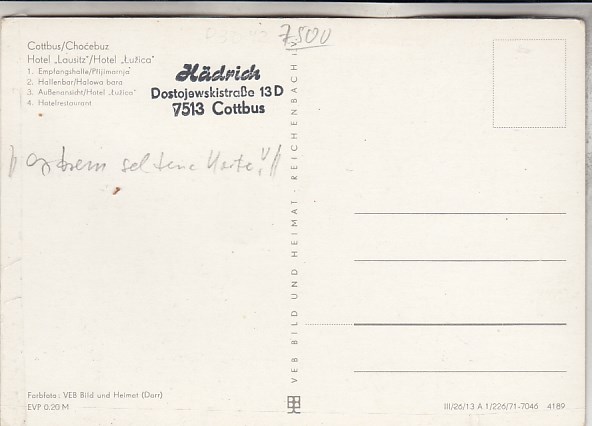 Cottbus/Choćebuz
Hotel „Lausitz"/Hotel „Łužica"
1. Empfangshalle/Pśijimarnja
2. Hallenbar/Halowa bara
3. Außenansicht/Hotel „Łužica"
4. Hotelrestaurant
7500
Hädrich
Dostojewskistraße 13 D
7513 Cottbus
extrem seltene Karte!
VEB BILD UND HEIMAT · REICHENBACH I. V.
Farbfoto: VEB Bild und Heimat (Darr)
EVP 0.20 M
III/26/13 A 1/226/71-7046 4189